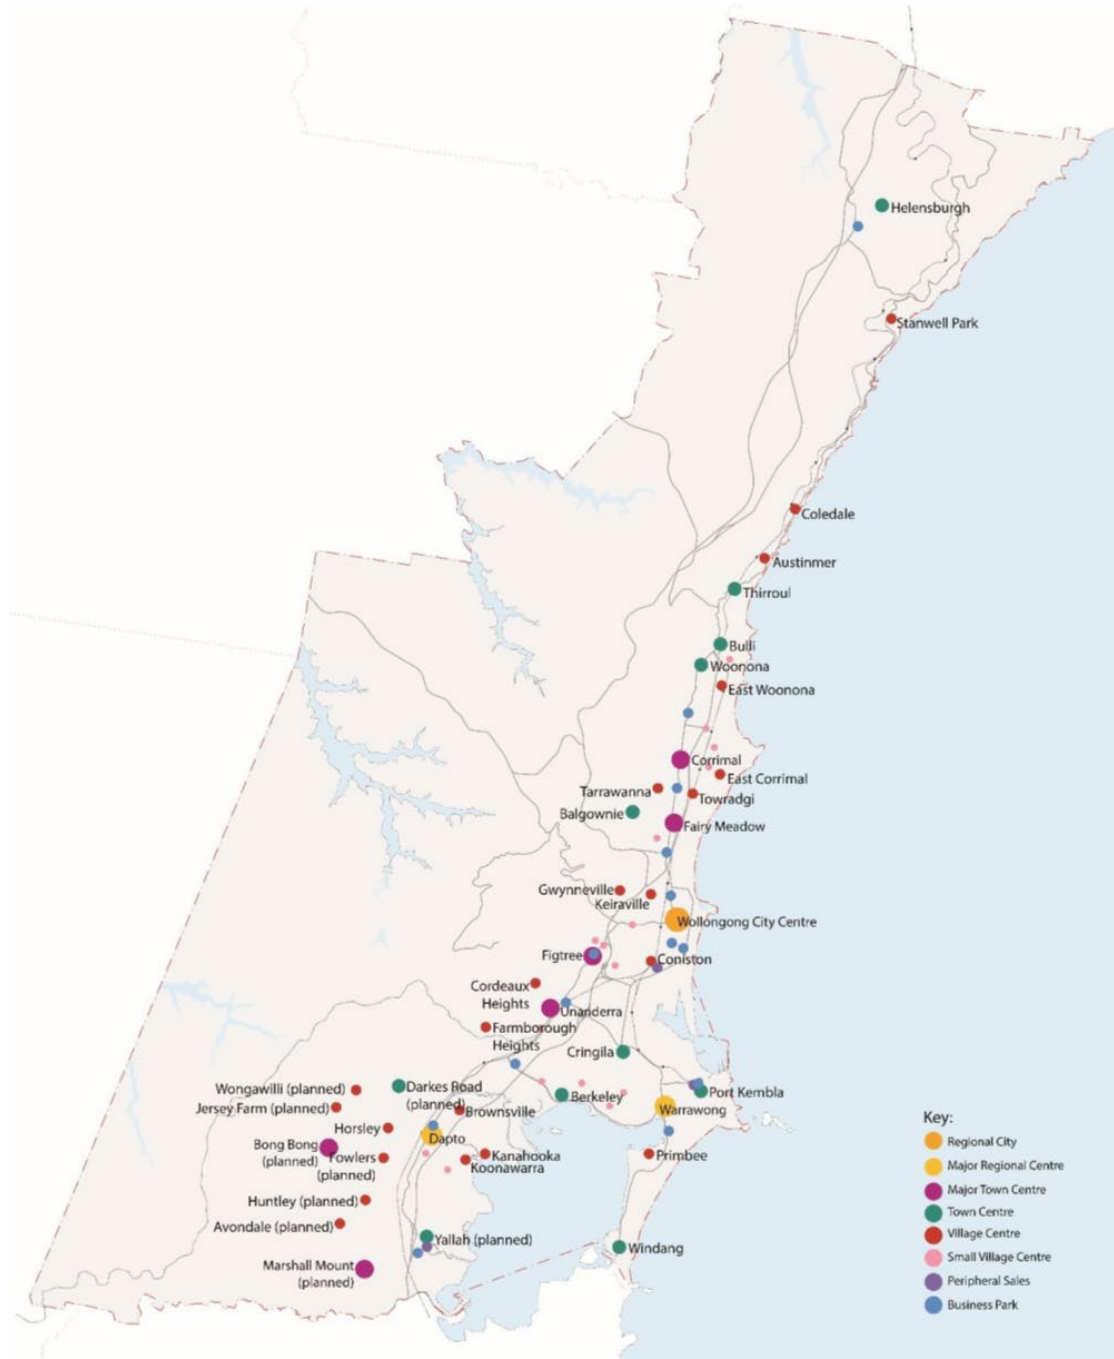 Helensburgh
Stanwell Park
Coledale
Austinmer
Thirroul
Bulli
Woonona
East Woonona
Corrimal
East Corrimal
Tarrawanna
Towradgi
Balgownie
Fairy Meadow
Gwynneville
Keiraville
Wollongong City Centre
Figtree
Coniston
Cordeaux
Heights
Unanderra
Farmborough
Heights
Cringila
Wongawilli (planned)
Darkes Road
(planned)
Berkeley
Port Kembla
Jersey Farm (planned)
Brownsville
Warrawong
Horsley
Dapto
Bong Bong
(planned)
Fowlers
(planned)
Kanahooka
Koonawarra
Primbee
Huntley (planned)
Avondale (planned)
Yallah (planned)
Windang
Marshall Mount
(planned)
Key:
Regional City
Major Regional Centre
Major Town Centre
Town Centre
Village Centre
Small Village Centre
Peripheral Sales
Business Park